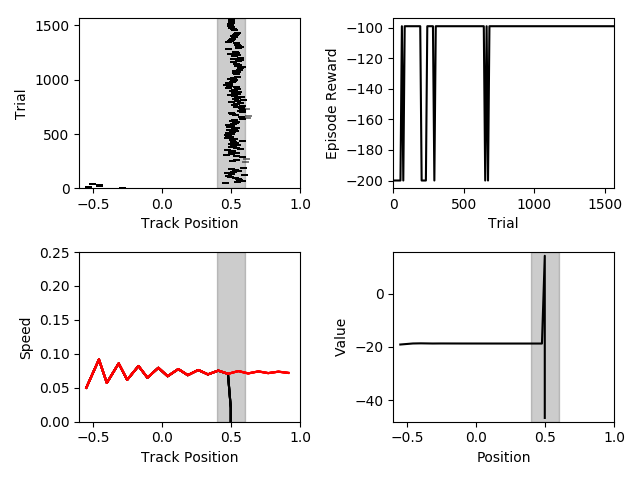 1500
1000
500
0
Trial
−0.5 0.0 0.5 1.0
Track Position
−100
−120
−140
−160
−180
−200
Episode Reward
0 500 1000 1500
Trial
0.25
0.20
0.15
0.10
0.05
0.00
Speed
−0.5 0.0 0.5 1.0
Track Position
0
−20
−40
Value
−0.5 0.0 0.5 1.0
Position